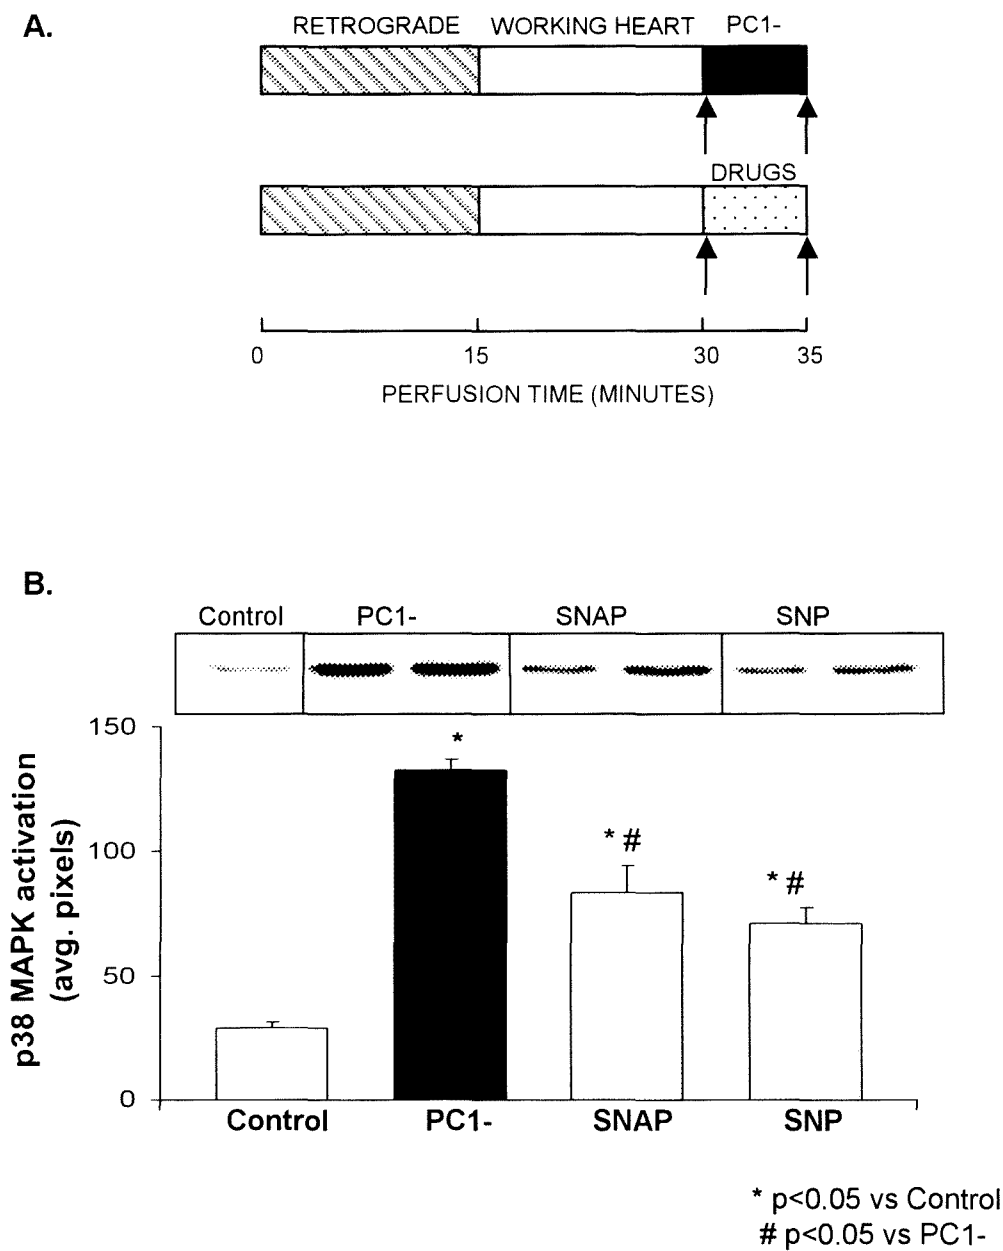 A.
RETROGRADE WORKING HEART PC1-
DRUGS
0 15 30 35
PERFUSION TIME (MINUTES)
B.
Control PC1- SNAP SNP
150
100
50
0
p38 MAPK activation
(avg. pixels)
*
* #
* #
Control PC1- SNAP SNP
* p<0.05 vs Control
# p<0.05 vs PC1-